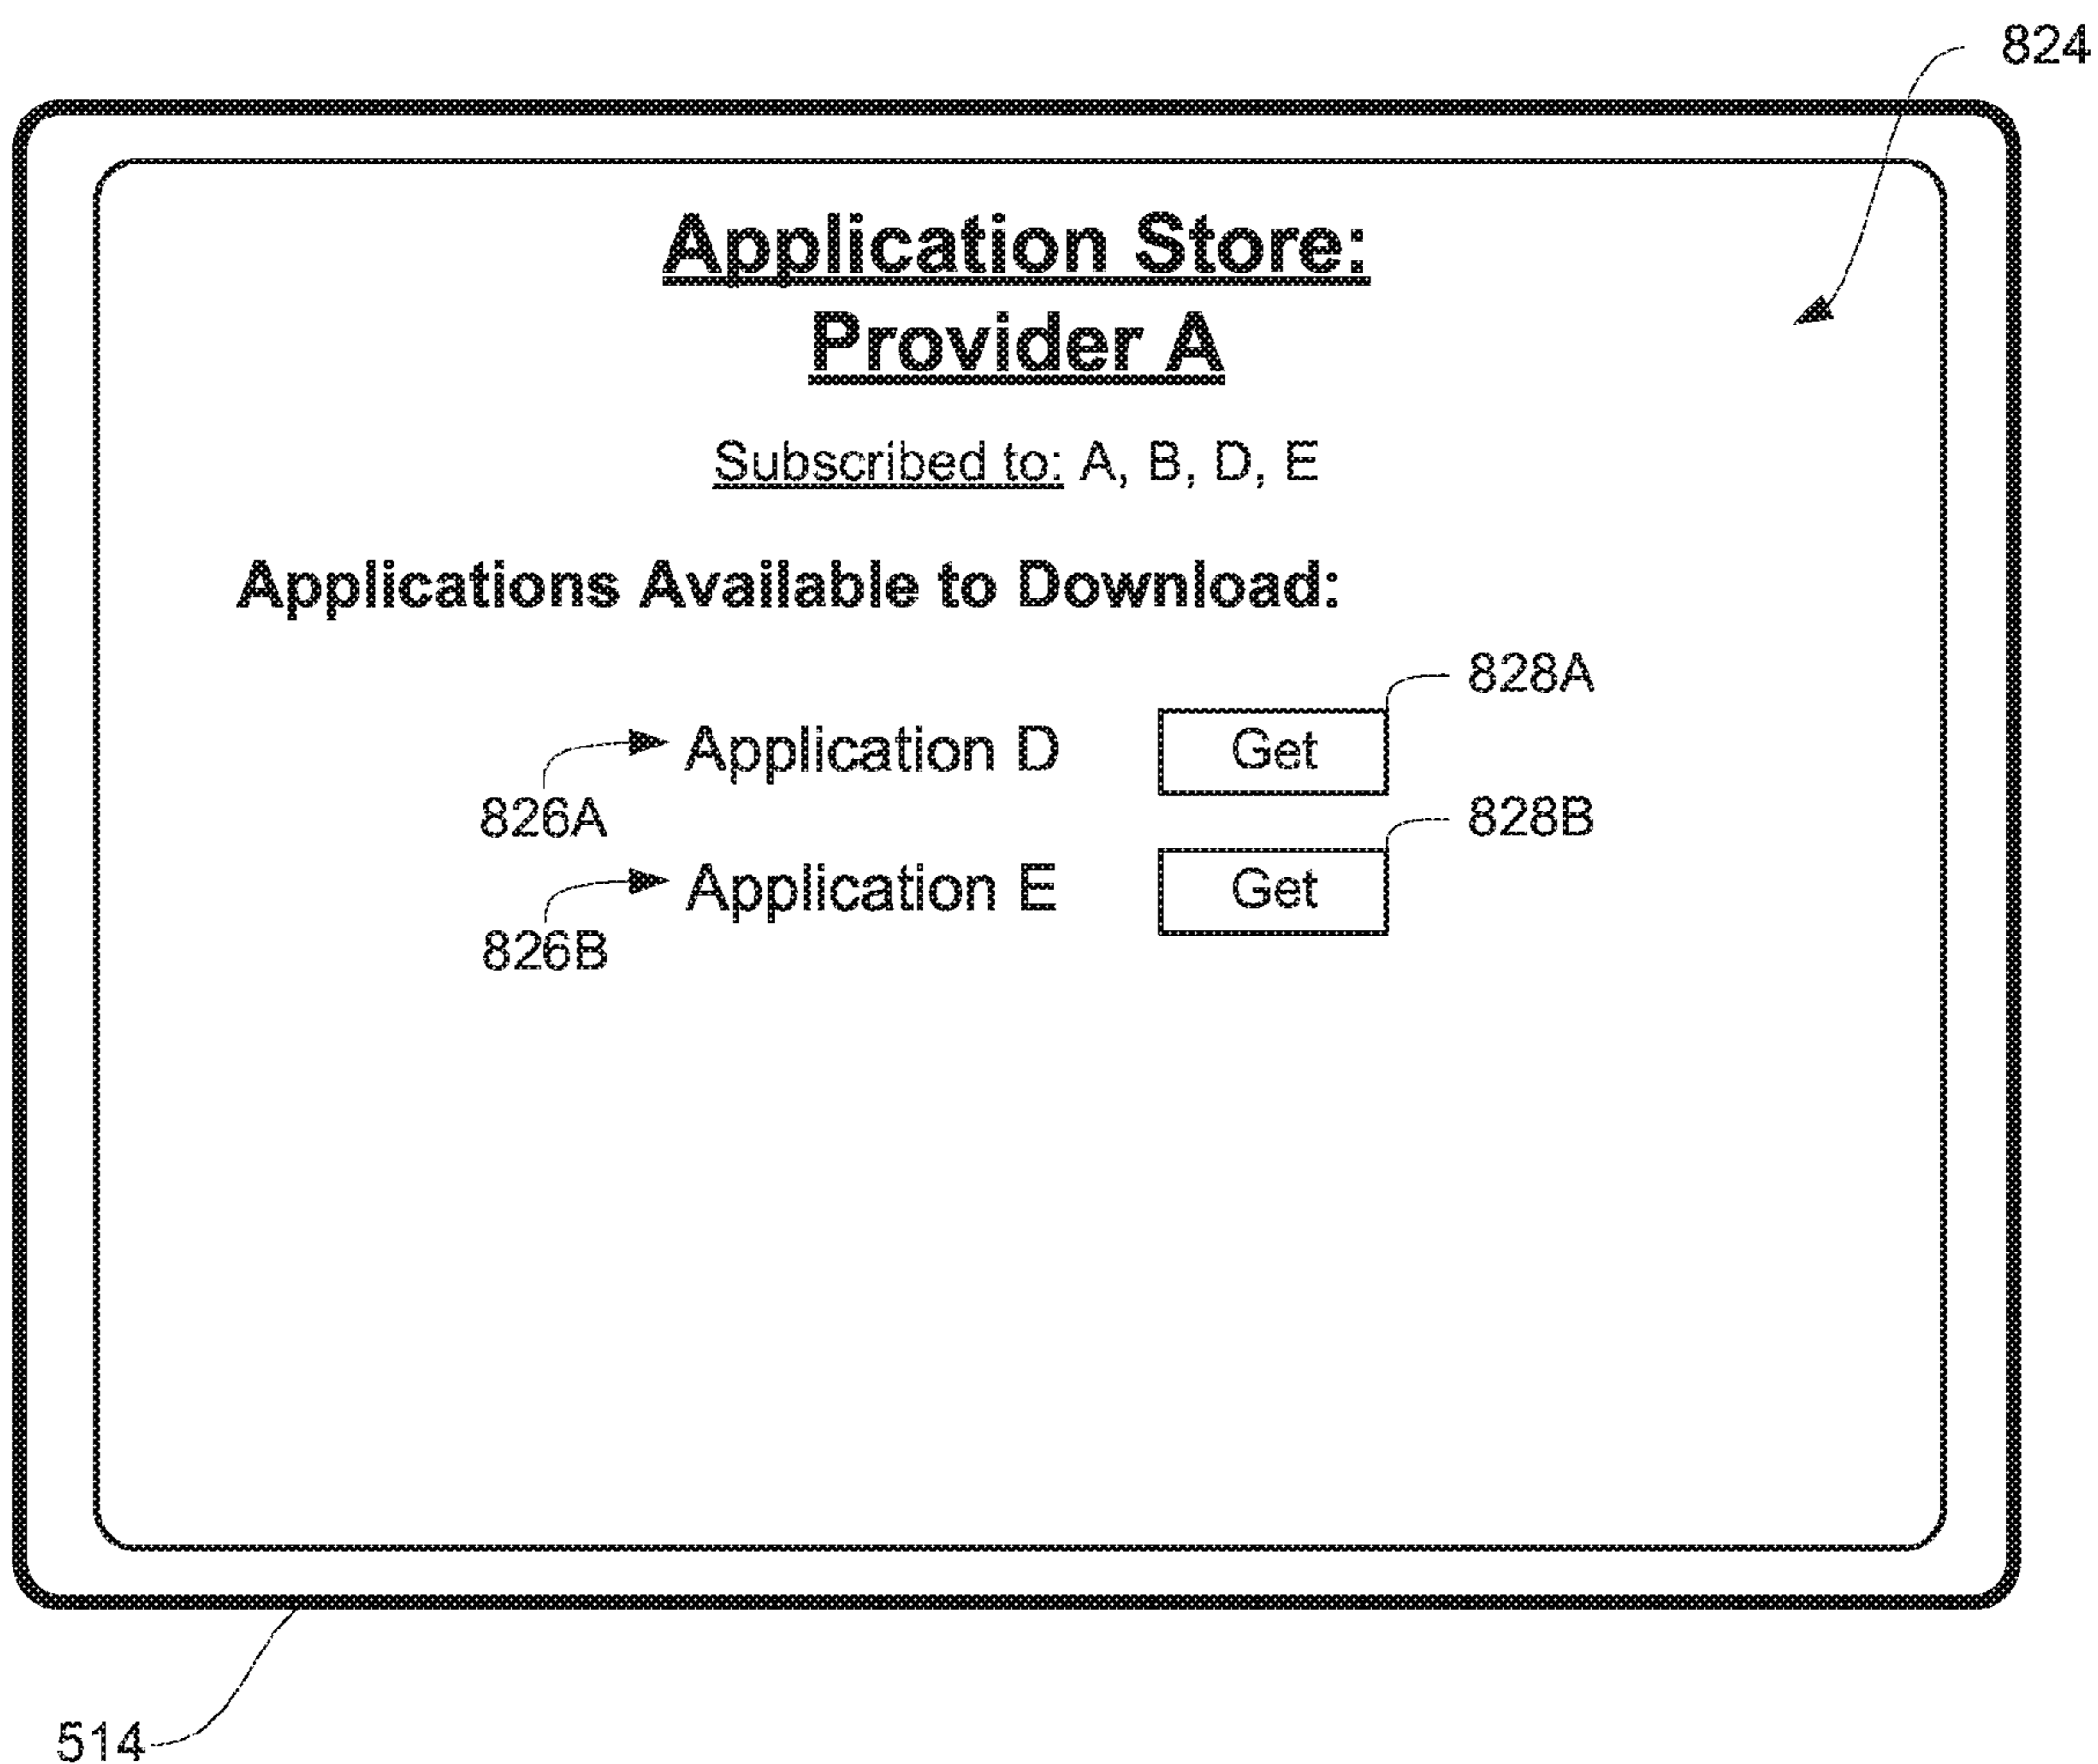 824
Application Store:
Provider A
Subscribed to: A, B, D, E
Applications Available to Download:
828A
Application D Get
826A
828B
Application E Get
826B
514